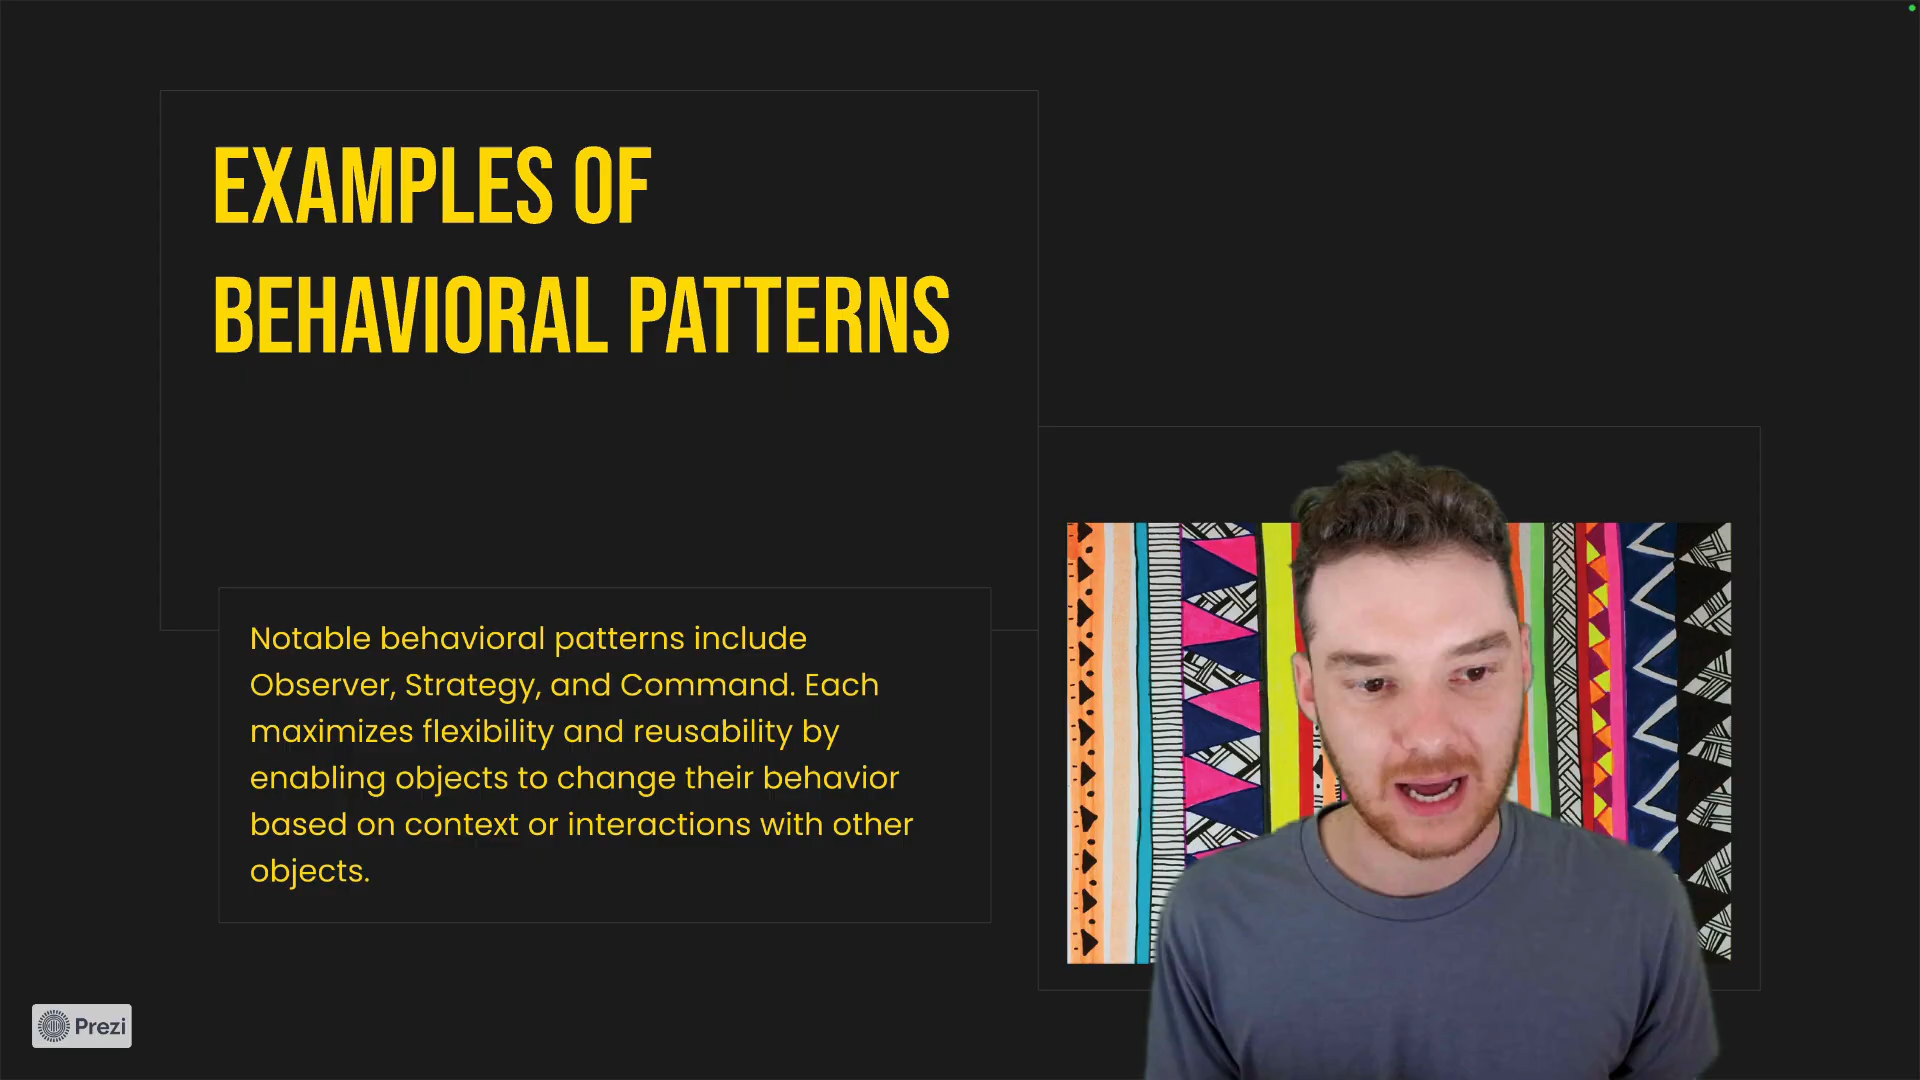 EXAMPLES OF
BEHAVIORAL PATTERNS
Notable behavioral patterns include
Observer, Strategy, and Command. Each
maximizes flexibility and reusability by
enabling objects to change their behavior
based on context or interactions with other
objects.
Prezi